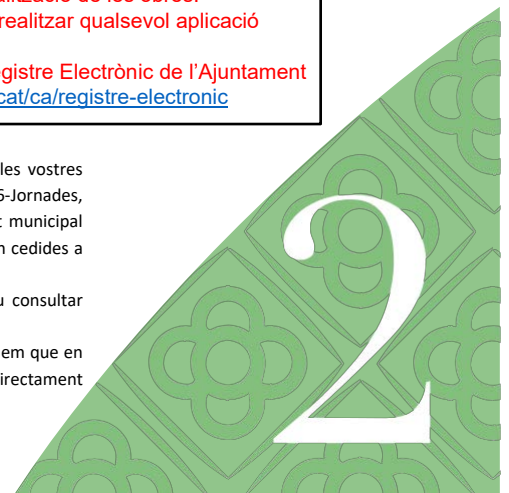 realitzar qualsevol aplicació
gistre Electrònic de l'Ajuntament
cat/ca/registre-electronic
les vostres
-Jornades,
municipal
cedides a
consultar
em que en
irectament
2